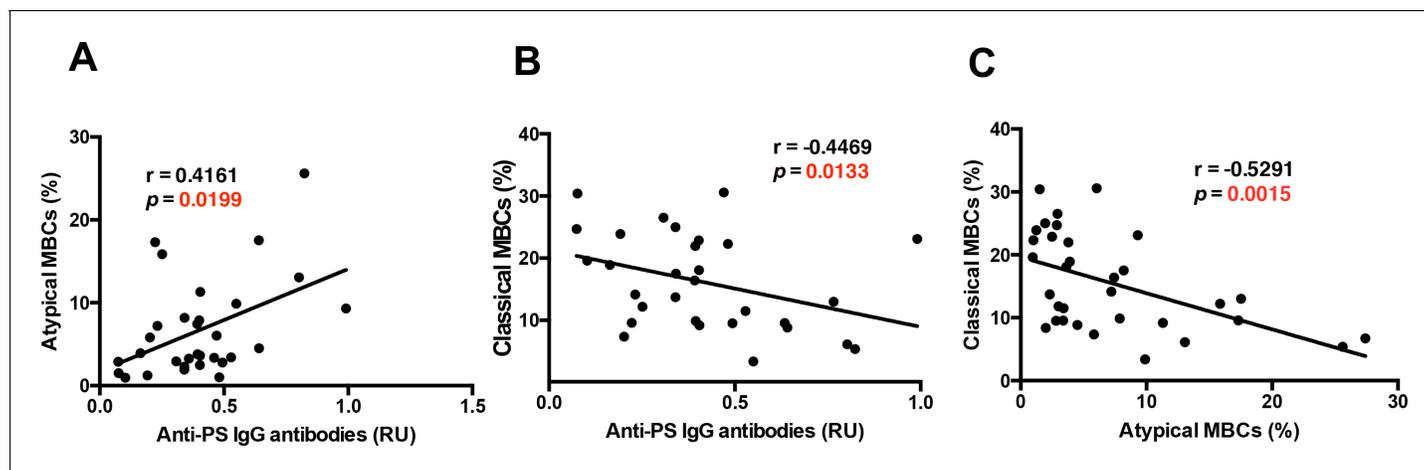 A
r = 0.4161
p = 0.0199
Atypical MBCs (%)
30
20
10
0
0.0 0.5 1.0 1.5
Anti-PS IgG antibodies (RU)
B
r = -0.4469
p = 0.0133
Classical MBCs (%)
40
30
20
10
0.0 0.5 1.0
Anti-PS IgG antibodies (RU)
C
r = -0.5291
p = 0.0015
Classical MBCs (%)
40
30
20
10
0
0 10 20 30
Atypical MBCs (%)